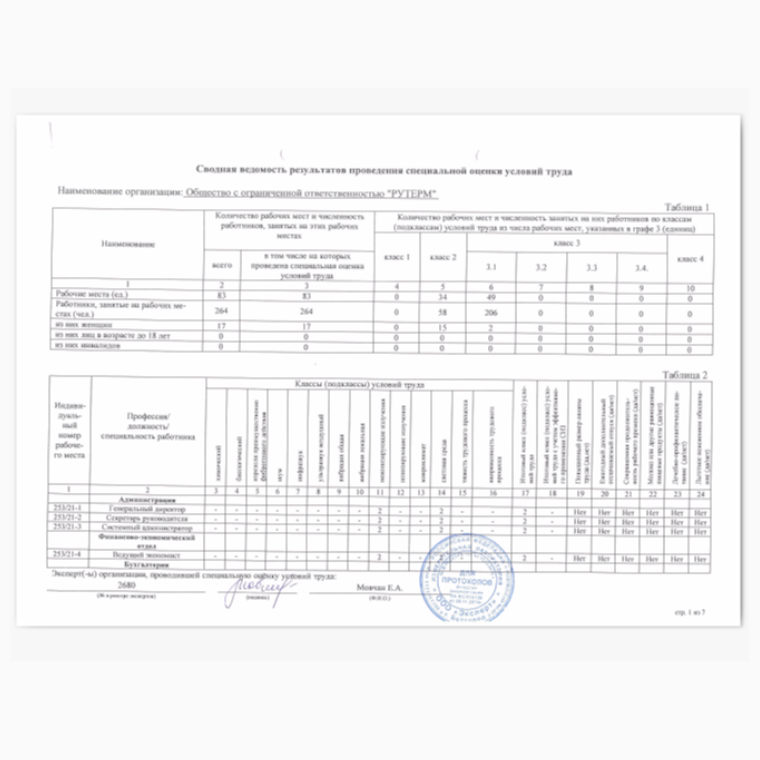 Сводная ведомость результатов проведения специальной оценки условий труда
Наименование организации: Общество с ограниченной ответственностью "РУТЕРМ"
Таблица 1
Наименование
Количество рабочих мест и численность работников, занятых на этих рабочих местах
Количество рабочих мест и численность занятых на них работников по классам (подклассам) условий труда из числа рабочих мест, указанных в графе 3 (единиц)
всего
в том числе на которых проведена специальная оценка условий труда
класс 1
класс 2
класс 3
класс 4
3.1 3.2 3.3 3.4.
1 2 3 4 5 6 7 8 9 10
Рабочие места (ед.) 83 83 0 34 49 0 0 0 0
Работники, занятые на рабочих местах (чел.) 264 264 0 58 206 0 0 0 0
из них женщин 17 17 0 15 2 0 0 0 0
из них лиц в возрасте до 18 лет 0 0 0 0 0 0 0 0 0
из них инвалидов 0 0 0 0 0 0 0 0 0
Таблица 2
Индивидуальный номер рабочего места
Профессия/должность/специальность работника
Классы (подклассы) условий труда
химический
биологический
аэрозоли преимущественно фиброгенного действия
шум
инфразвук
ультразвук воздушный
вибрация общая
вибрация локальная
неионизирующие излучения
ионизирующие излучения
микроклимат
световая среда
тяжесть трудового процесса
напряженность трудового процесса
Итоговый класс (подкласс) условий труда
Итоговый класс (подкласс) условий труда с учетом эффективного применения СИЗ
Повышенный размер оплаты труда (да,нет)
Ежегодный дополнительный оплачиваемый отпуск (да/нет)
Сокращенная продолжительность рабочего времени (да/нет)
Молоко или другие равноценные пищевые продукты (да/нет)
Лечебно-профилактическое питание (да/нет)
Льготное пенсионное обеспечение (да/нет)
1 2 3 4 5 6 7 8 9 10 11 12 13 14 15 16 17 18 19 20 21 22 23 24
Администрация
253/21-1 Генеральный директор - - - - - - - - 2 - - 2 - - 2 - Нет Нет Нет Нет Нет Нет
253/21-2 Секретарь руководителя - - - - - - - - 2 - - 2 - - 2 - Нет Нет Нет Нет Нет Нет
253/21-3 Системный администратор - - - - - - - - 2 - - 2 - - 2 - Нет Нет Нет Нет Нет Нет
Финансово-экономический отдел
253/21-4 Ведущий экономист - - - - - - - - 2 - - 2 - Нет Нет Нет Нет Нет Нет
Бухгалтерия
Эксперт(-ы) организации, проводившей специальную оценку условий труда:
2680
Мовчан Е.А.
(№ в реестре экспертов)
(подпись)
(Ф.И.О.)
ДЛЯ
ПРОТОКОЛОВ
ООО «Эксперт»
стр. 1 из 7